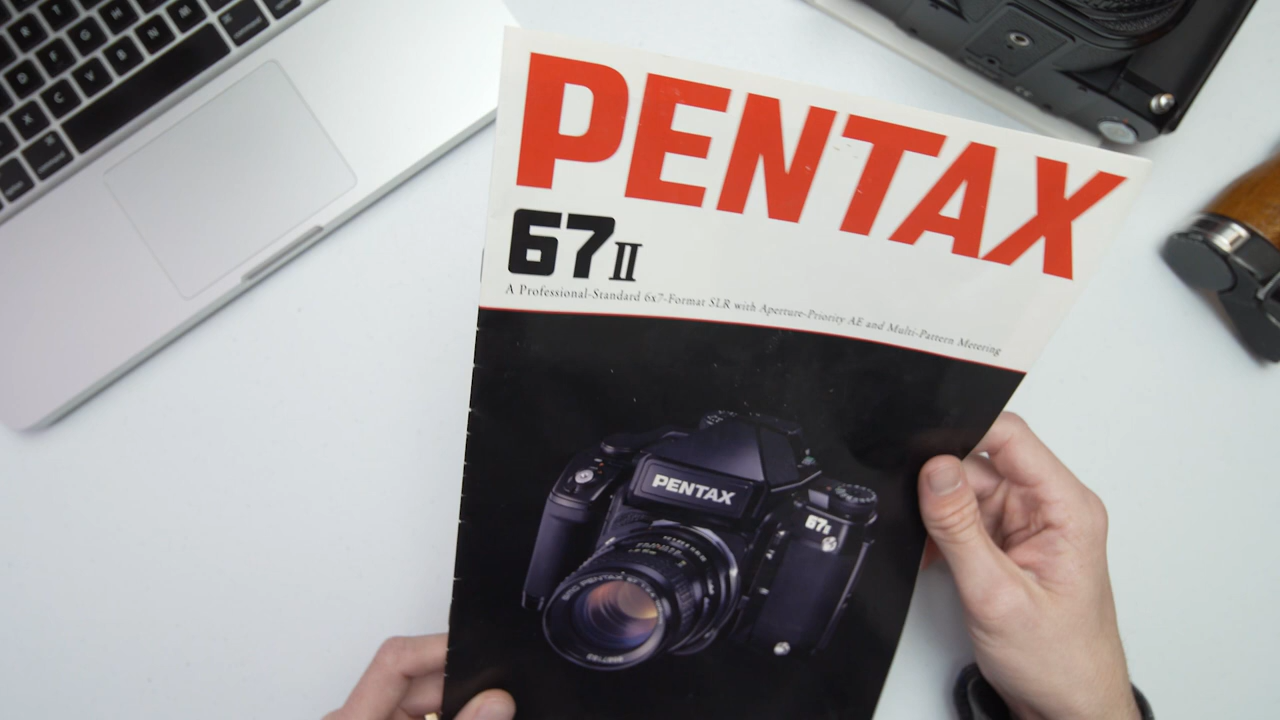 PENTAX
67II
A Professional-Standard 6x7-Format SLR with Aperture-Priority AE and Multi-Pattern Metering
PENTAX
67II
R T
D F G H
X C V B N M